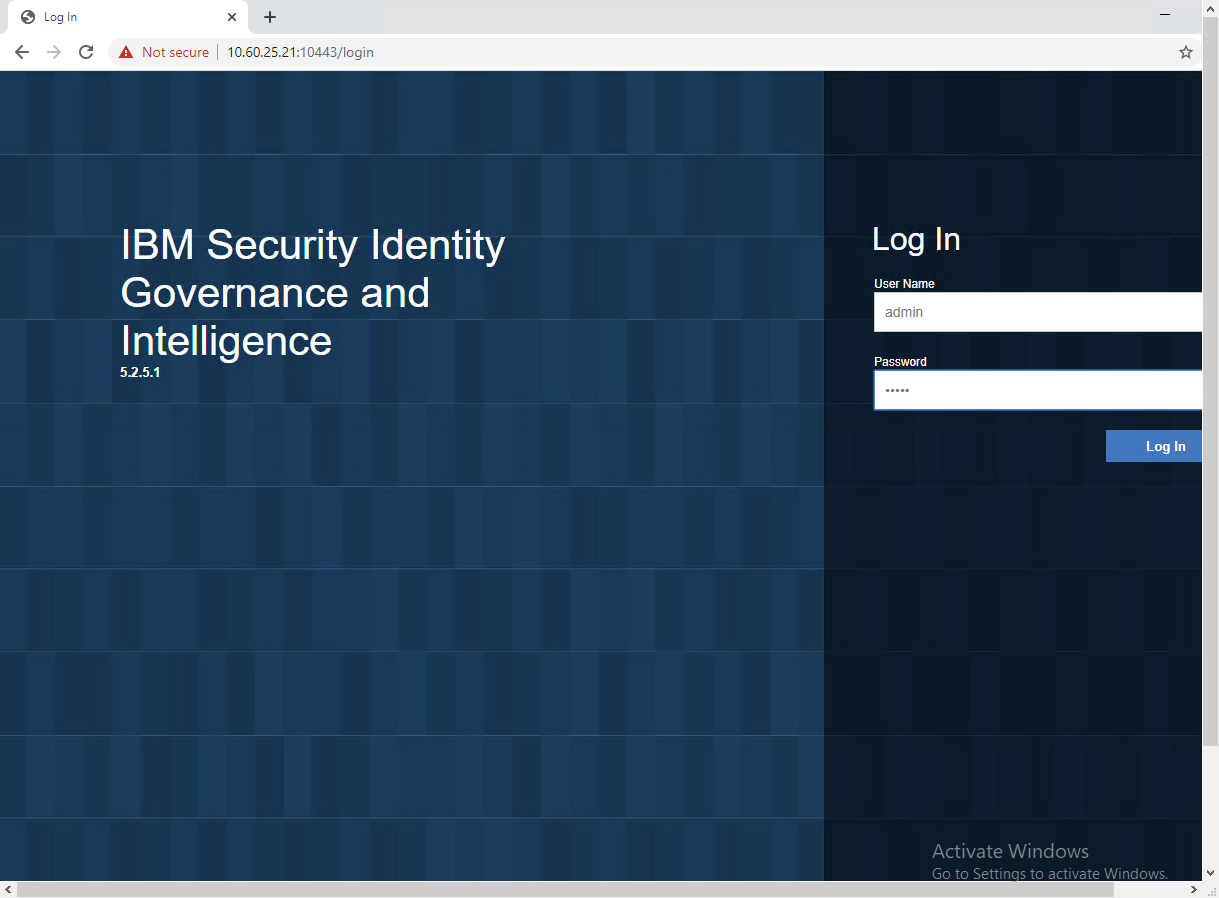 Log In
Not secure 10.60.25.21:10443/login
IBM Security Identity
Governance and
Intelligence
5.2.5.1
Log In
User Name
admin
Password
•••••
Log In
Activate Windows
Go to Settings to activate Windows.